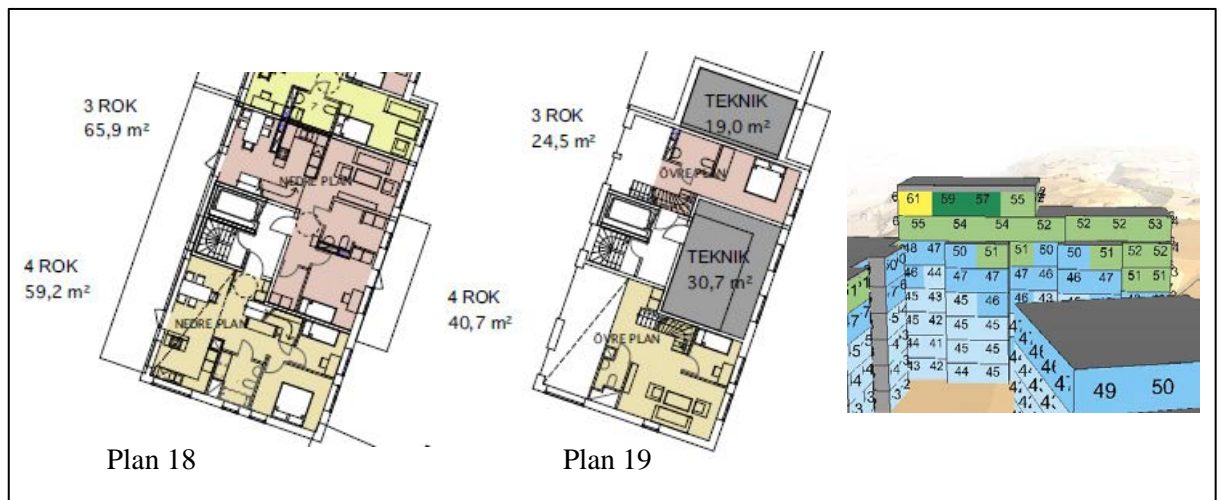 3 ROK
65,9 m²
NEDRE PLAN
4 ROK
59,2 m²
NEDRE PLAN
Plan 18
TEKNIK
19,0 m²
3 ROK
24,5 m²
ÖVRE PLAN
TEKNIK
30,7 m²
4 ROK
40,7 m²
ÖVRE PLAN
Plan 19
61 59 57 55
55 54 54 52 52 52 53
48 47 50 51 51 50 50 51 52 52
46 44 47 47 46 47 46 47 51 51
45 43 45 46 46 43
45 42 45 45
44 41 45 45
43 42 44 44
49 50